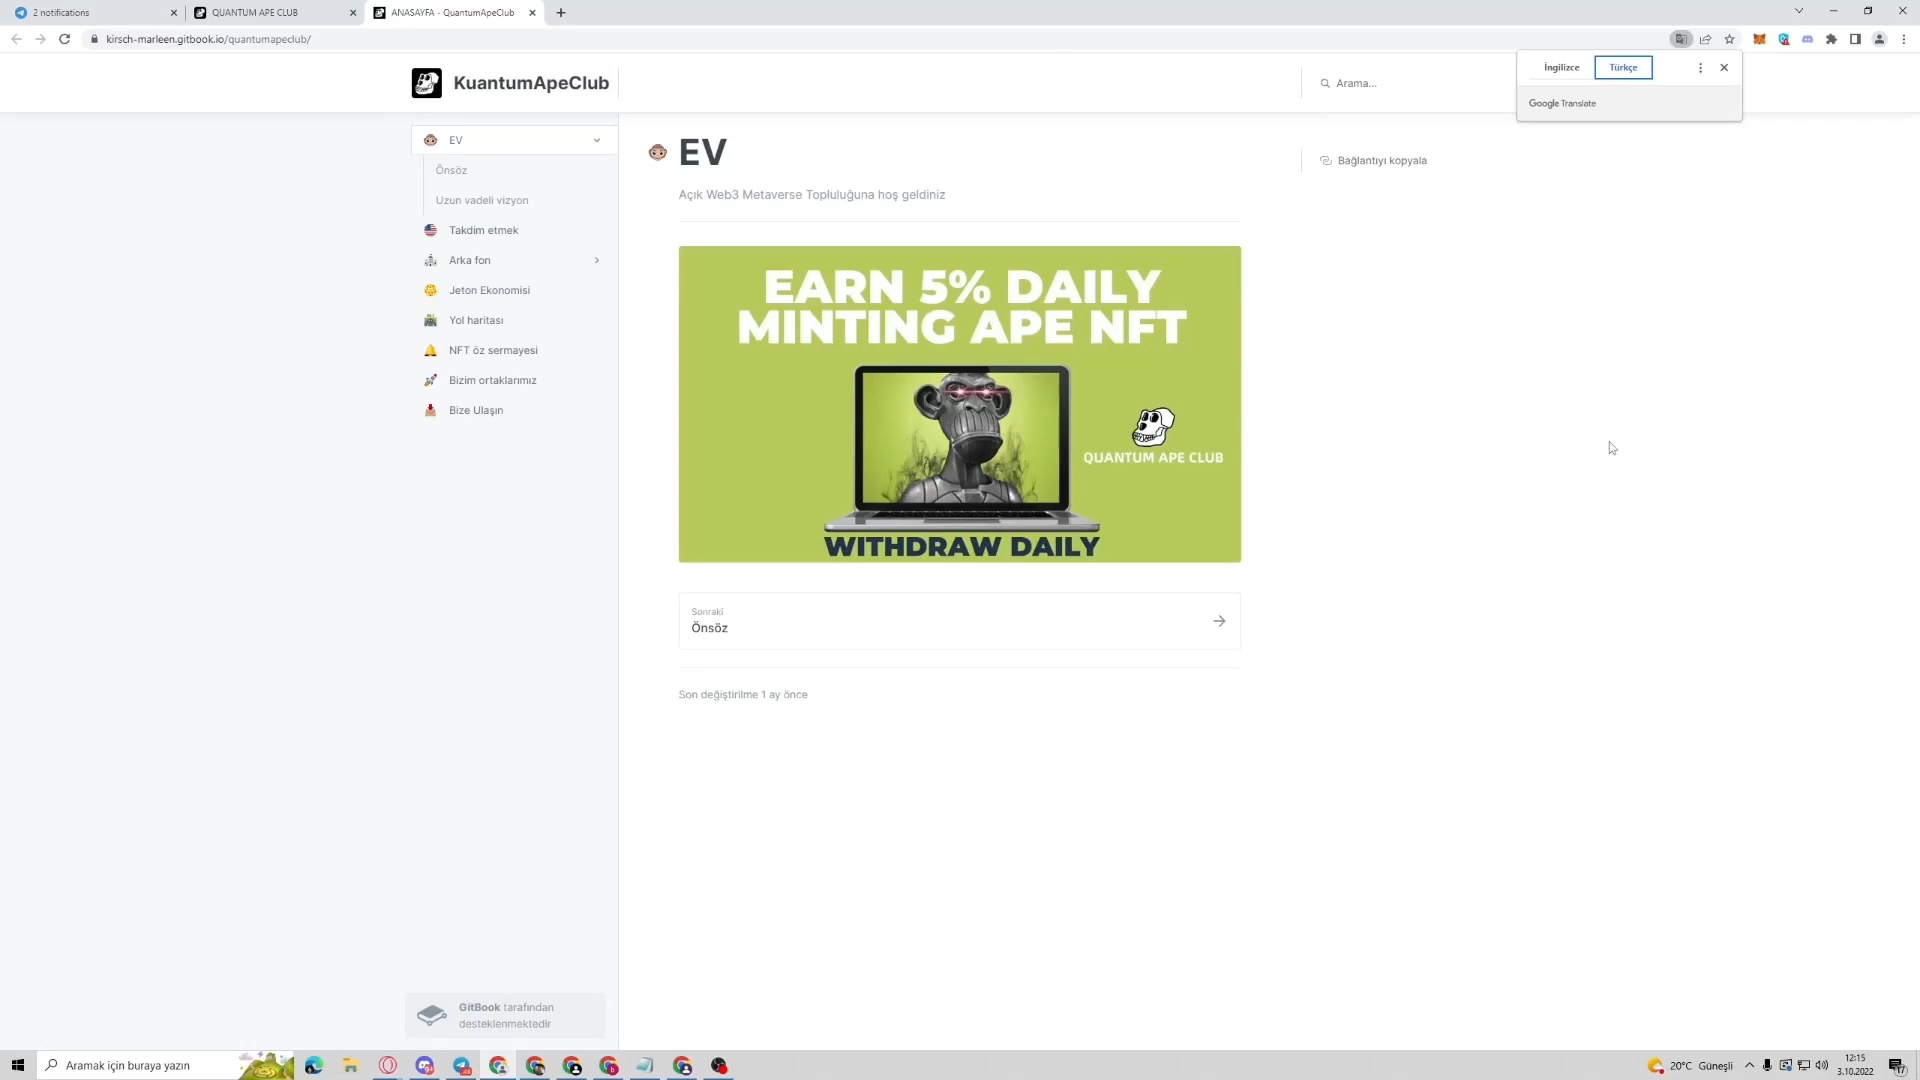 2 notifications
QUANTUM APE CLUB
ANASAYFA - QuantumApeClub
kirsch-marleen.gitbook.io/quantumapeclub/
İngilizce
Türkçe
Google Translate
KuantumApeClub
Arama...
EV
Önsöz
Uzun vadeli vizyon
Takdim etmek
Arka fon
Jeton Ekonomisi
Yol haritası
NFT öz sermayesi
Bizim ortaklarımız
Bize Ulaşın
EV
Açık Web3 Metaverse Topluluğuna hoş geldiniz
Bağlantıyı kopyala
EARN 5% DAILY
MINTING APE NFT
QUANTUM APE CLUB
WITHDRAW DAILY
Sonraki
Önsöz
Son değiştirilme 1 ay önce
GitBook tarafından
desteklenmektedir
Aramak için buraya yazın
20°C Güneşli
12:15
3.10.2022